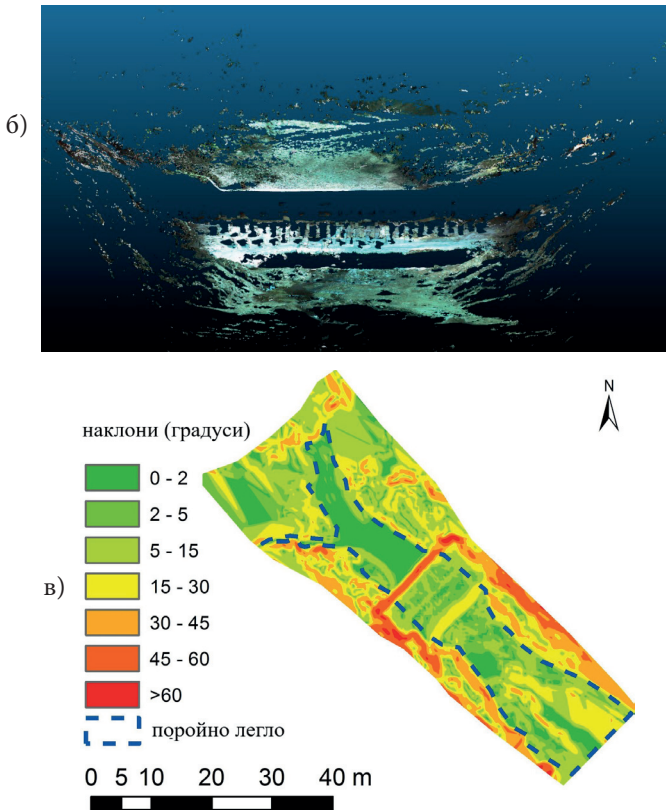 б)
N
наклони (градуси)
0 - 2
2 - 5
5 - 15
15 - 30
30 - 45
45 - 60
>60
поройно легло
в)
0 5 10 20 30 40 m